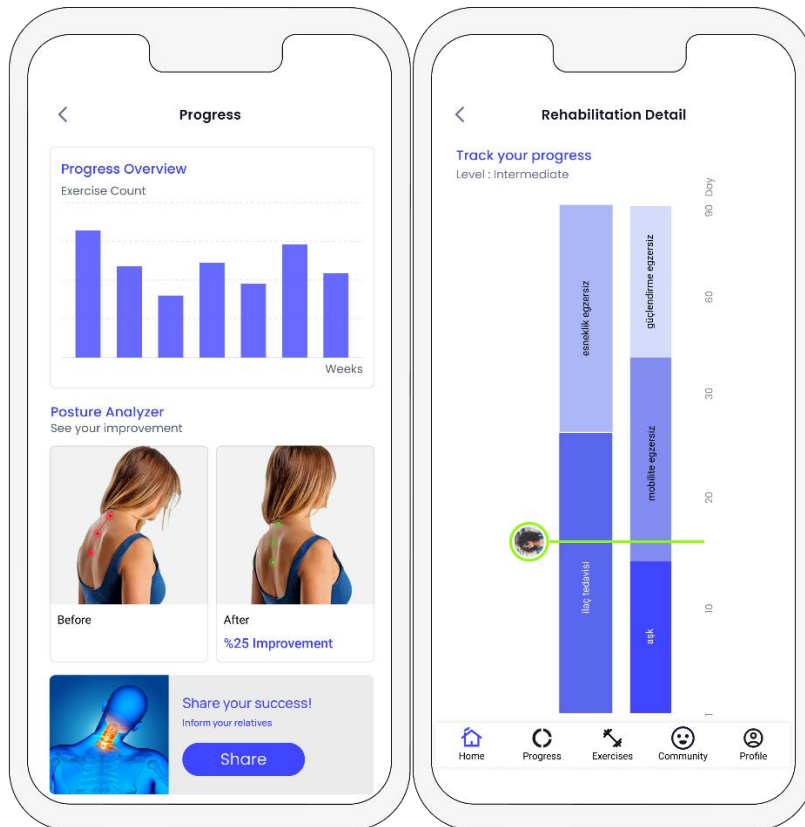 Progress
Progress Overview
Exercise Count
Weeks
Posture Analyzer
See your improvement
Before
After
%25 Improvement
Share your success!
Inform your relatives
Share
Rehabilitation Detail
Track your progress
Level : Intermediate
Day
90
60
30
20
10
1
esneklik egzersiz
ilaç tedavisi
güçlendirme egzersiz
mobilite egzersiz
aşk
Home
Progress
Exercises
Community
Profile